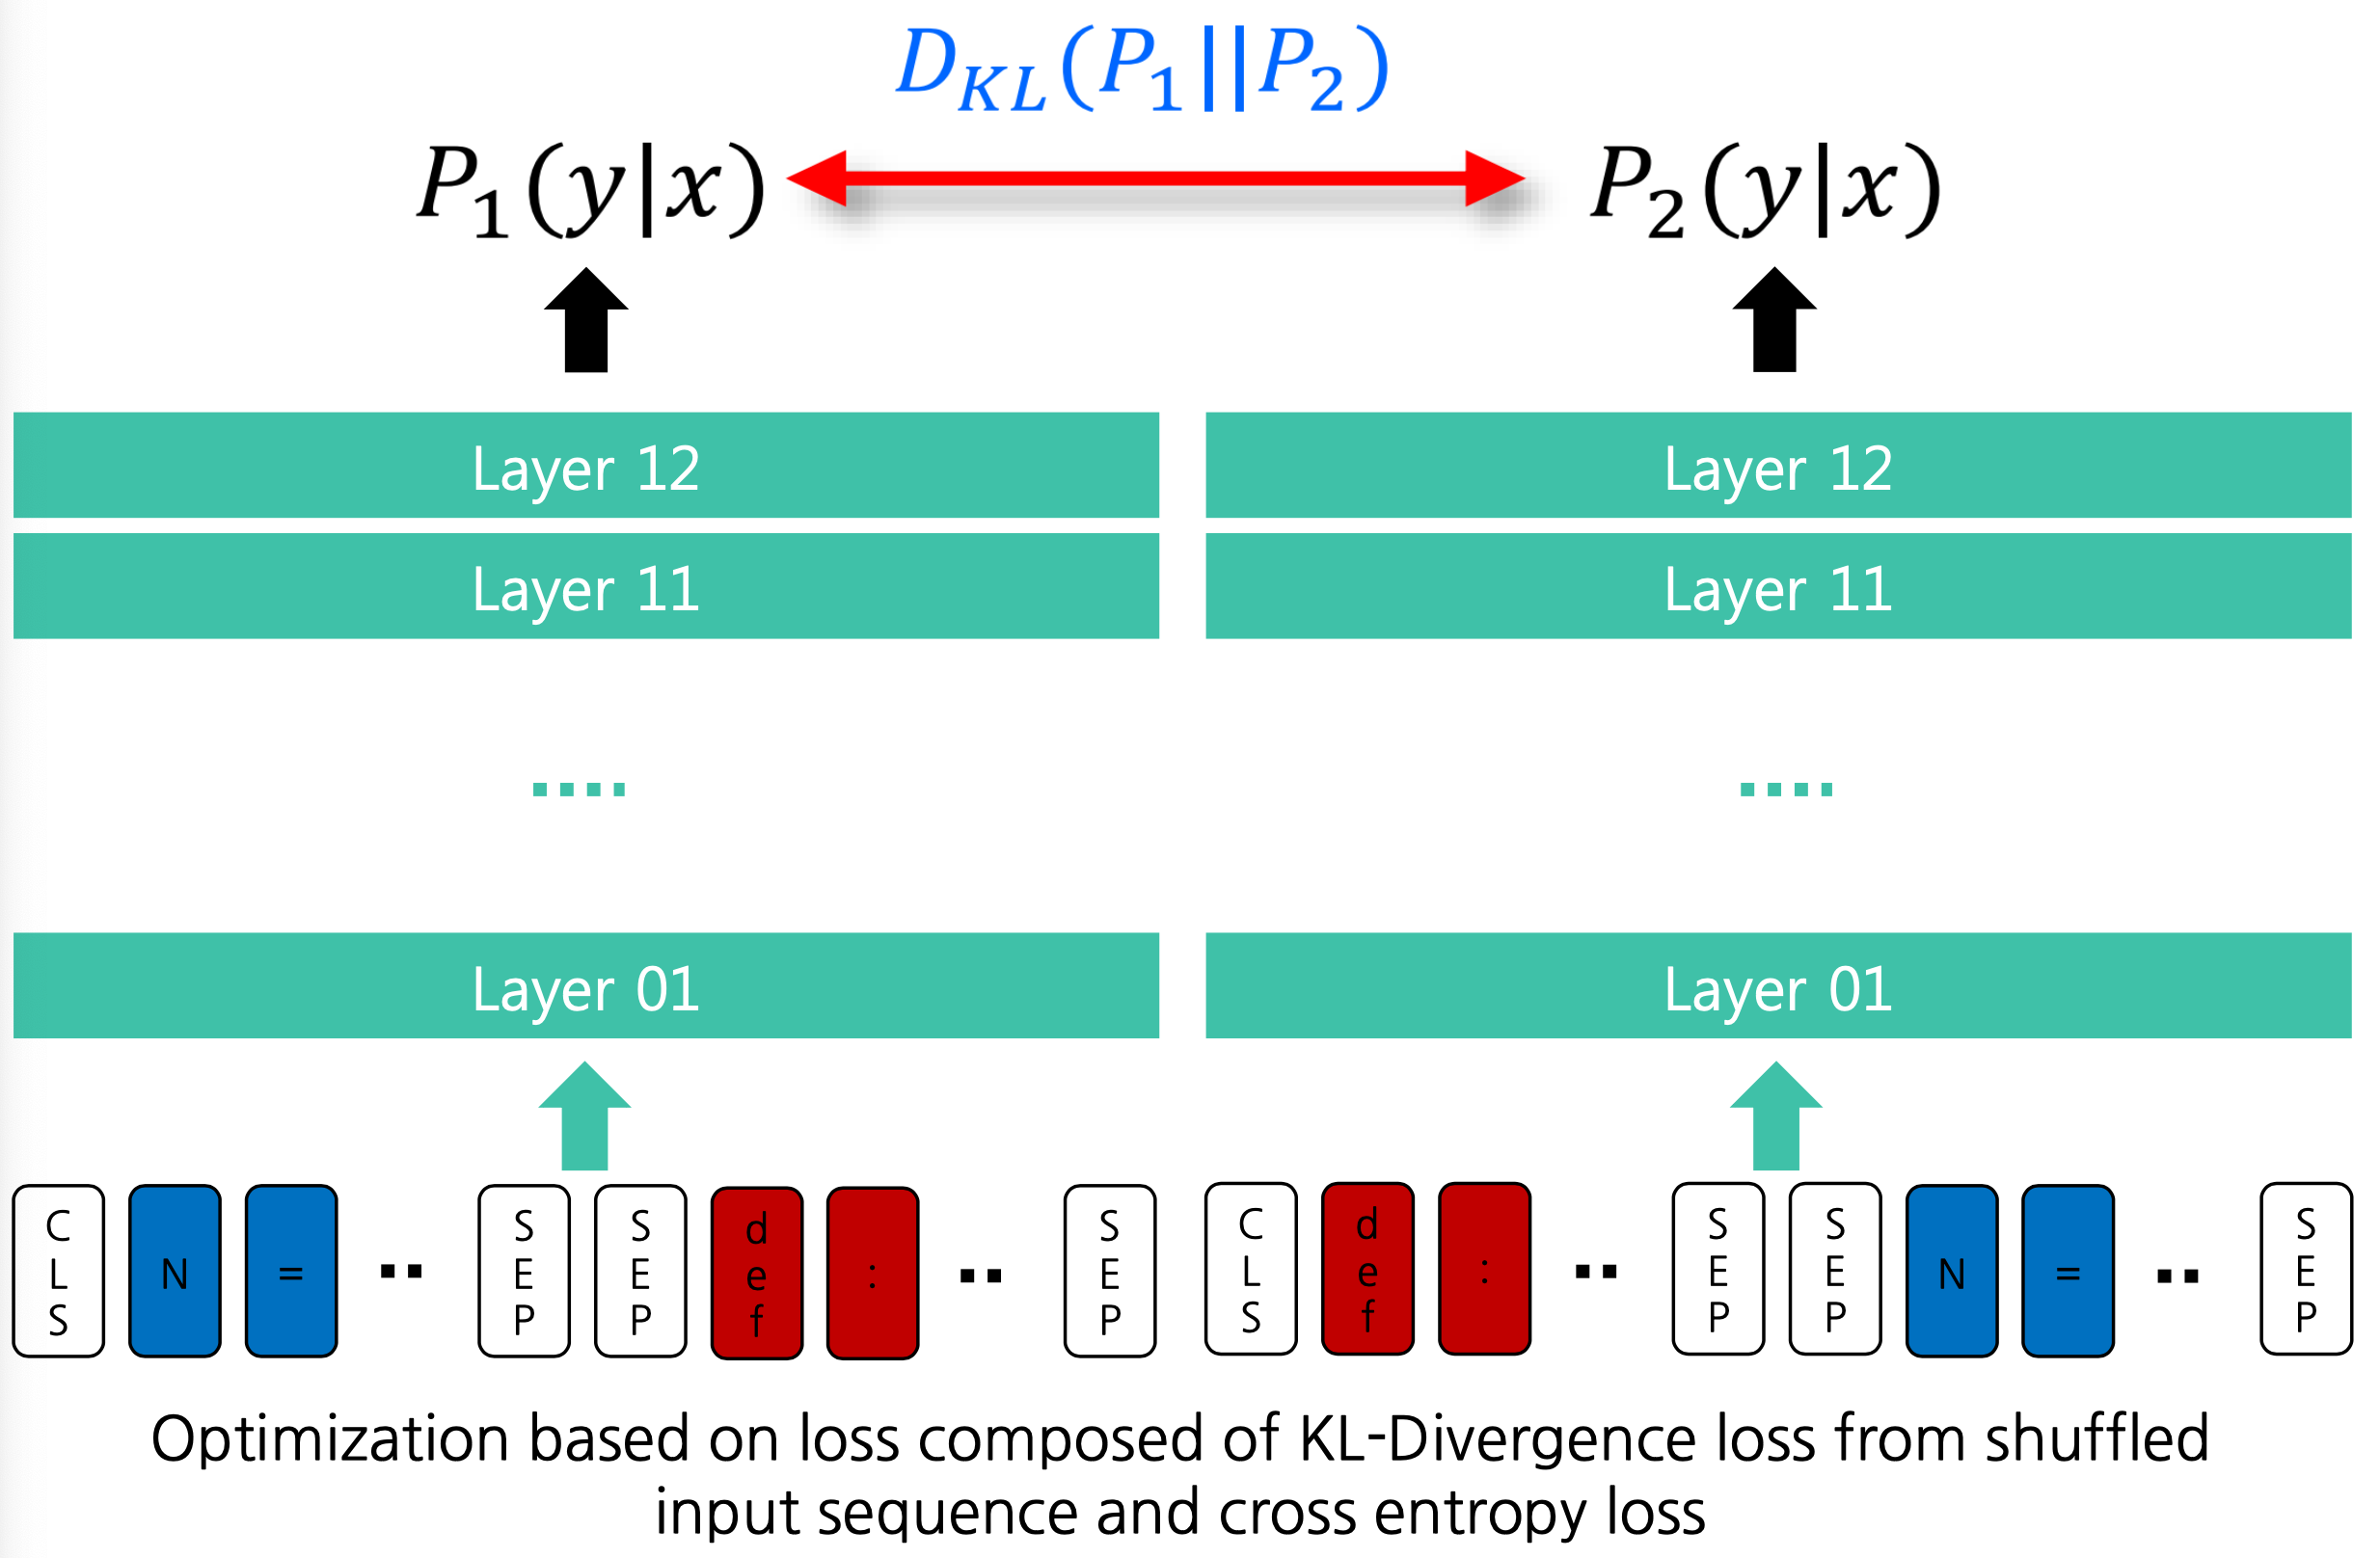 D_KL(P_1||P_2)
P_1(y|x) P_2(y|x)
Layer 12 Layer 12
Layer 11 Layer 11
..... .....
Layer 01 Layer 01
CLS N = .. SEP SEP def : .. SEP CLS def : .. SEP SEP N = .. SEP
Optimization based on loss composed of KL-Divergence loss from shuffled
input sequence and cross entropy loss